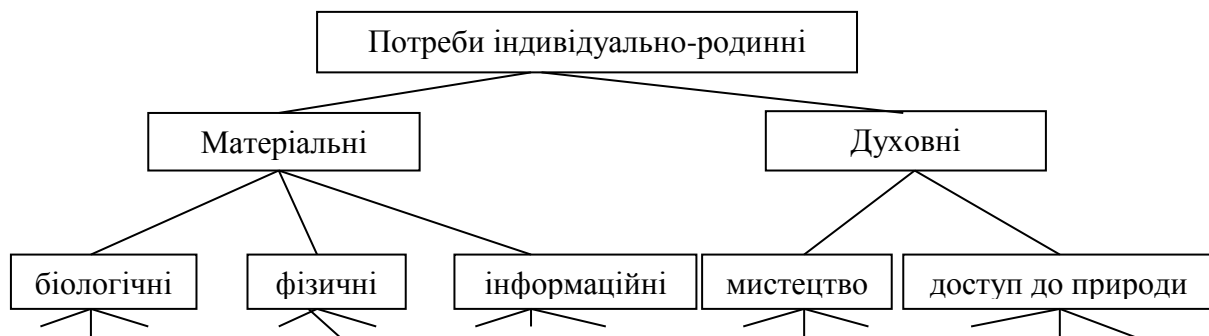 Потреби індивідуально-родинні
Матеріальні
Духовні
біологічні
фізичні
інформаційні
мистецтво
доступ до природи